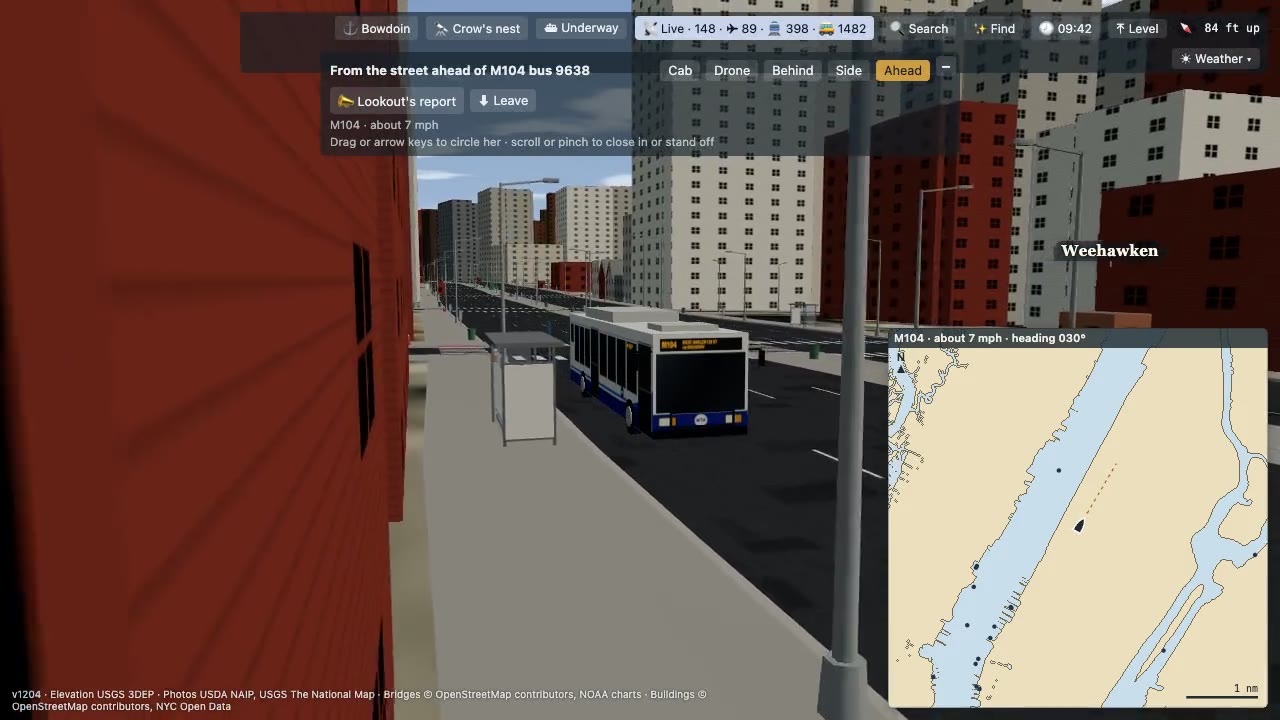 Bowdoin
Crow's nest
Underway
Live · 148 · 89 · 398 · 1482
Search
Find
09:42
Level
84 ft up
Weather
From the street ahead of M104 bus 9638
Cab
Drone
Behind
Side
Ahead
Lookout's report
Leave
M104 · about 7 mph
Drag or arrow keys to circle her · scroll or pinch to close in or stand off
Weehawken
M104
MTA
M104 · about 7 mph · heading 030°
N
1 nm
v1204 · Elevation USGS 3DEP · Photos USDA NAIP, USGS The National Map · Bridges © OpenStreetMap contributors, NOAA charts · Buildings ©
OpenStreetMap contributors, NYC Open Data